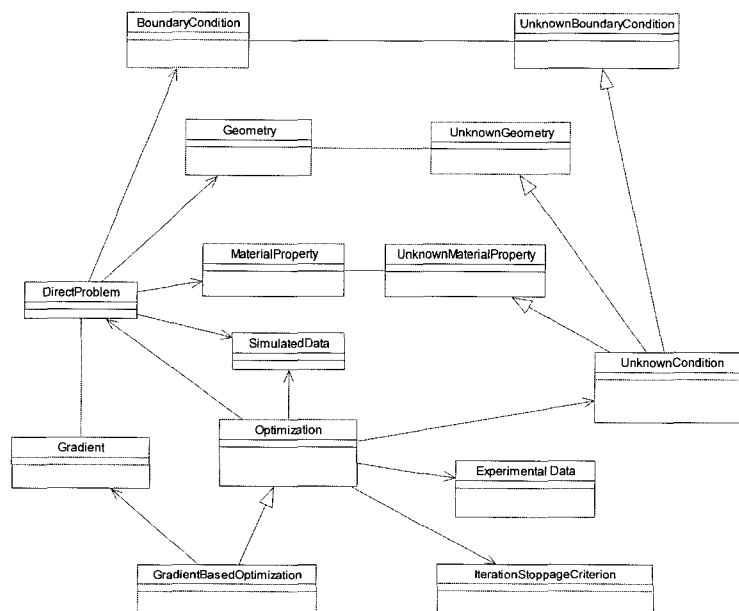 BoundaryCondition
UnknownBoundaryCondition
Geometry
UnknownGeometry
MaterialProperty
UnknownMaterialProperty
DirectProblem
SimulatedData
UnknownCondition
Optimization
Gradient
Experimental Data
GradientBasedOptimization
IterationStoppageCriterion